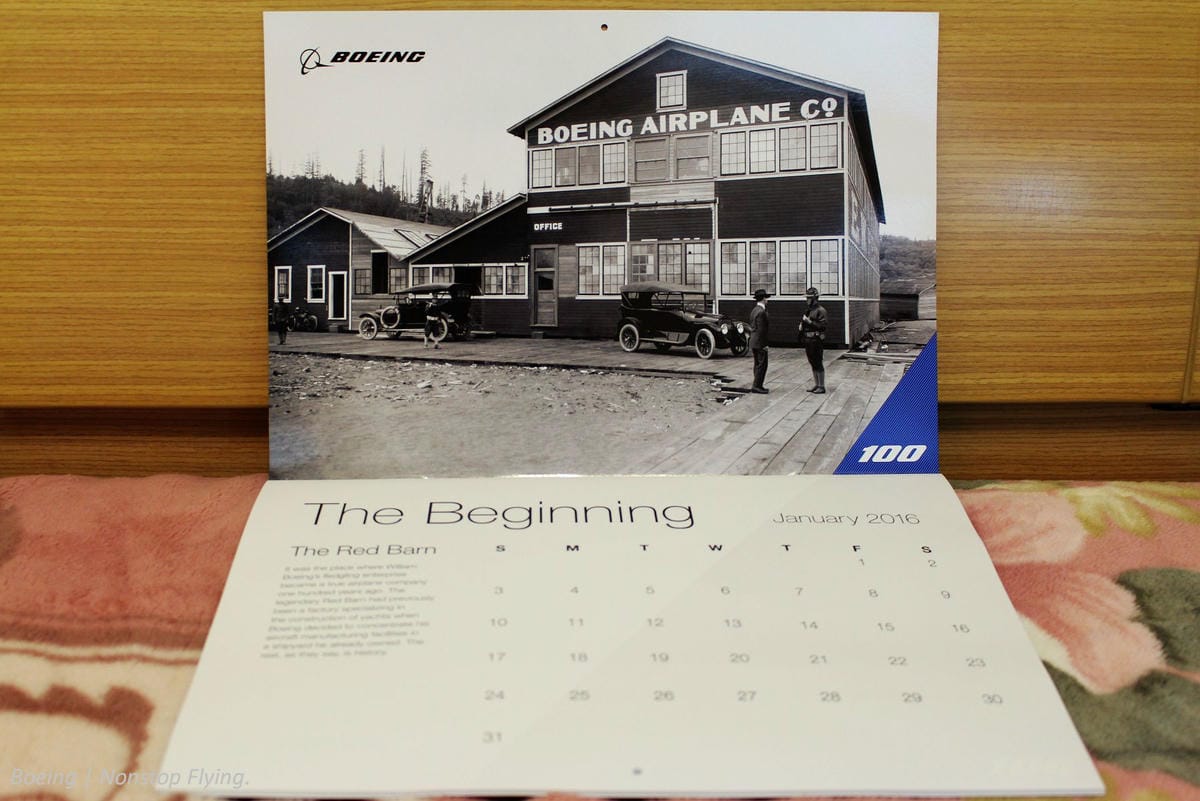 BOEING
BOEING AIRPLANE CO.
OFFICE
100
The Beginning
January 2016
The Red Barn
It was the place where William
Boeing's fledgling enterprise
became a true airplane company
one hundred years ago. The
legendary Red Barn had previously
been a factory specializing in
the construction of yachts when
Boeing decided to concentrate his
aircraft manufacturing facilities in
a shipyard he already owned. The
rest, as they say, is history.
S M T W T F S
1 2
3 4 5 6 7 8 9
10 11 12 13 14 15 16
17 18 19 20 21 22 23
24 25 26 27 28 29 30
31
Boeing | Nonstop Flying.